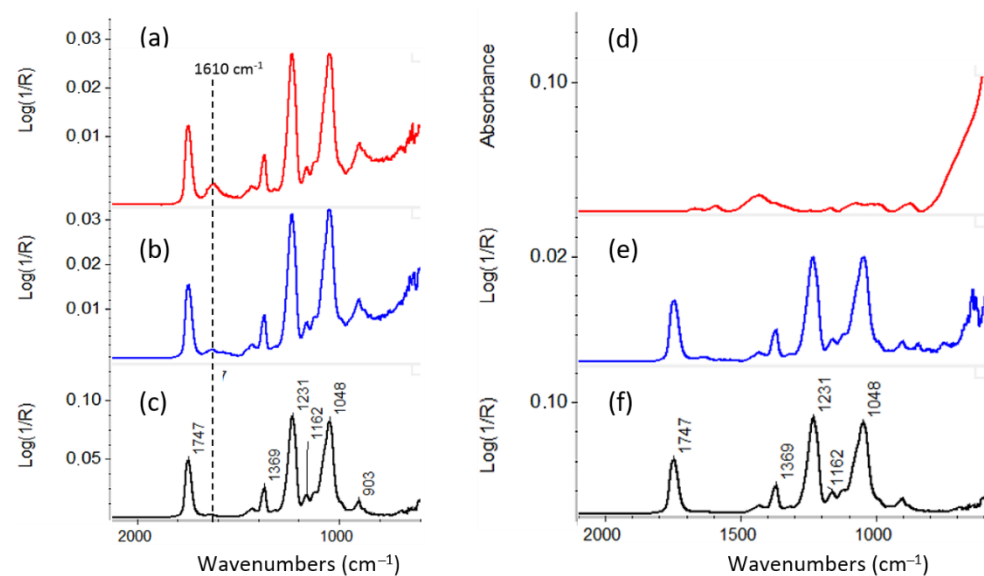 (a)
0.03
1610 cm⁻¹
0.02
0.01
Log(1/R)
(b)
0.03
0.02
0.01
Log(1/R)
(c)
0.10
0.05
Log(1/R)
1747
1369
1231
1162
1048
903
2000
1000
Wavenumbers (cm⁻¹)
(d)
0.10
Absorbance
(e)
0.02
Log(1/R)
(f)
0.10
Log(1/R)
1747
1369
1231
1162
1048
2000
1500
1000
Wavenumbers (cm⁻¹)